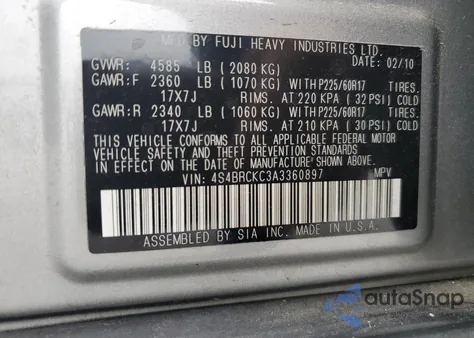 MFD BY FUJI HEAVY INDUSTRIES LTD.
GVWR: 4585 LB (2080 KG) DATE: 02/10
GAWR:F 2360 LB (1070 KG) WITH P225/60R17 TIRES.
17X7J RIMS. AT 220 KPA (32 PSI) COLD
GAWR:R 2340 LB (1060 KG) WITH P225/60R17 TIRES.
17X7J RIMS. AT 210 KPA (30 PSI) COLD
THIS VEHICLE CONFORMS TO ALL APPLICABLE FEDERAL MOTOR
VEHICLE SAFETY AND THEFT PREVENTION STANDARDS
IN EFFECT ON THE DATE OF MANUFACTURE SHOWN ABOVE.
VIN: 4S4BRCKC3A3360897 MPV
ASSEMBLED BY SIA INC. MADE IN U.S.A.
autoSnap